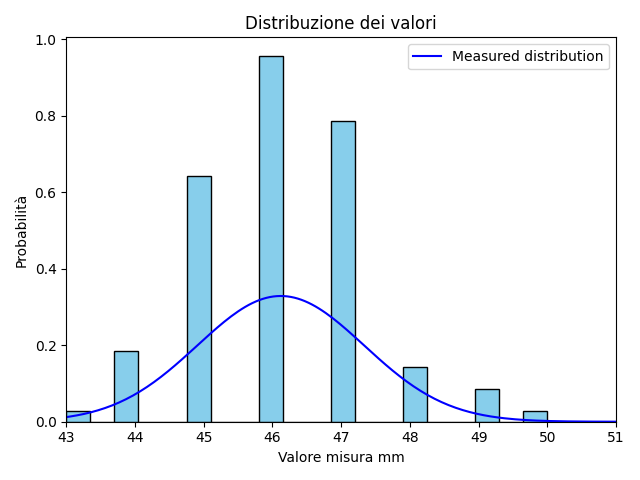 Distribuzione dei valori
Measured distribution
Probabilità
1.0
0.8
0.6
0.4
0.2
0.0
43 44 45 46 47 48 49 50 51
Valore misura mm